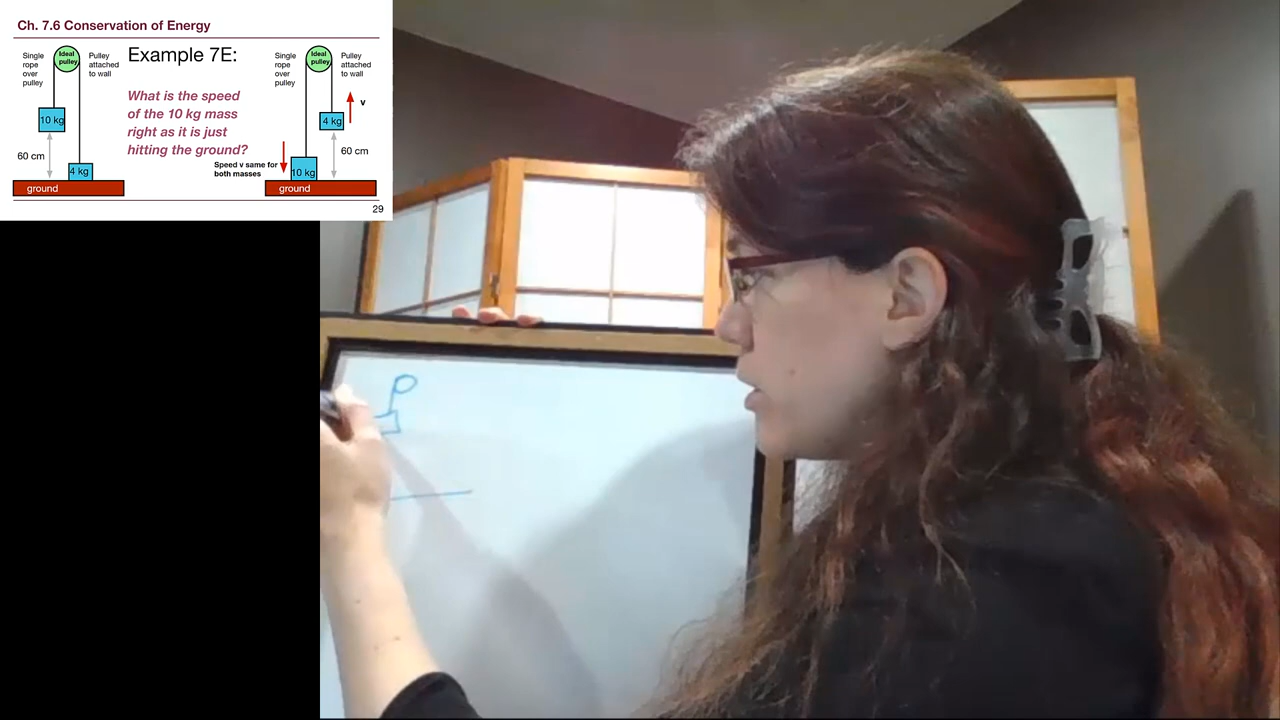 Ch. 7.6 Conservation of Energy
Example 7E:
Single
rope
over
pulley
Ideal
pulley
Pulley
attached
to wall
What is the speed
of the 10 kg mass
right as it is just
hitting the ground?
10 kg
60 cm
4 kg
ground
Single
rope
over
pulley
Ideal
pulley
Pulley
attached
to wall
v
4 kg
60 cm
Speed v same for
both masses
10 kg
ground
29